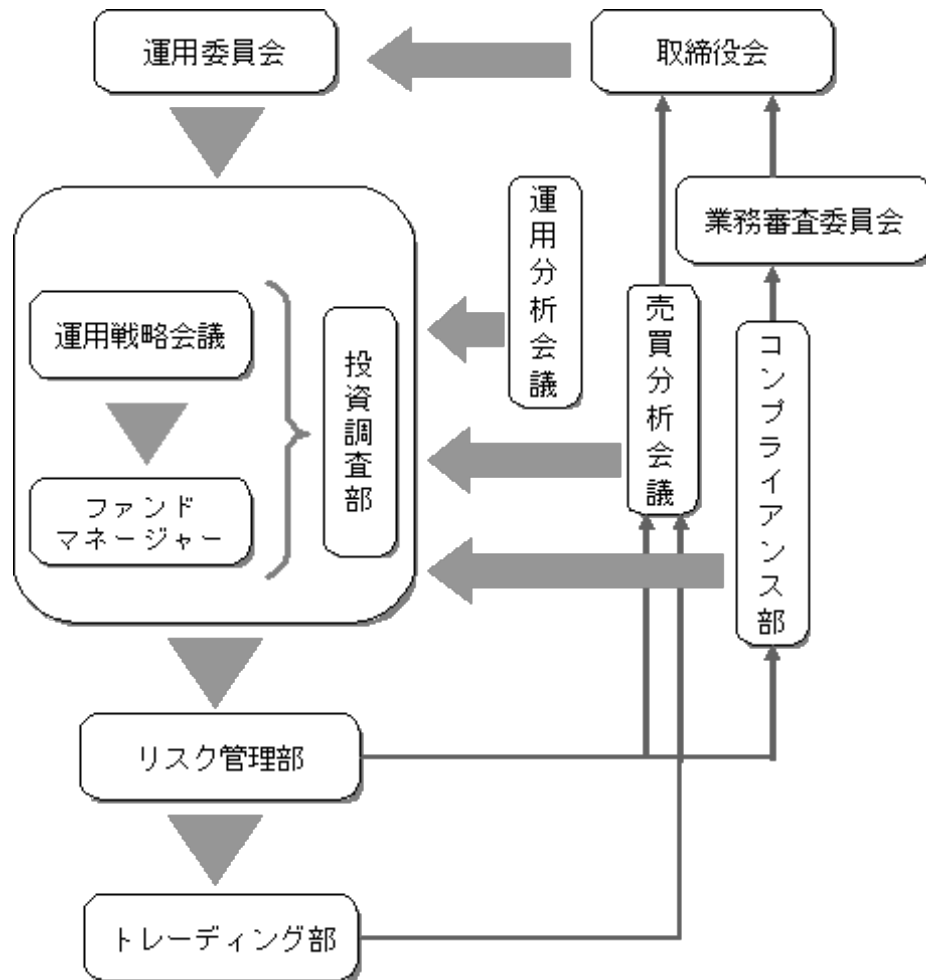 運用委員会
取締役会
運用分析会議
業務審査委員会
運用戦略会議
投資調査部
売買分析会議
コンプライアンス部
ファンド
マネージャー
リスク管理部
トレーディング部